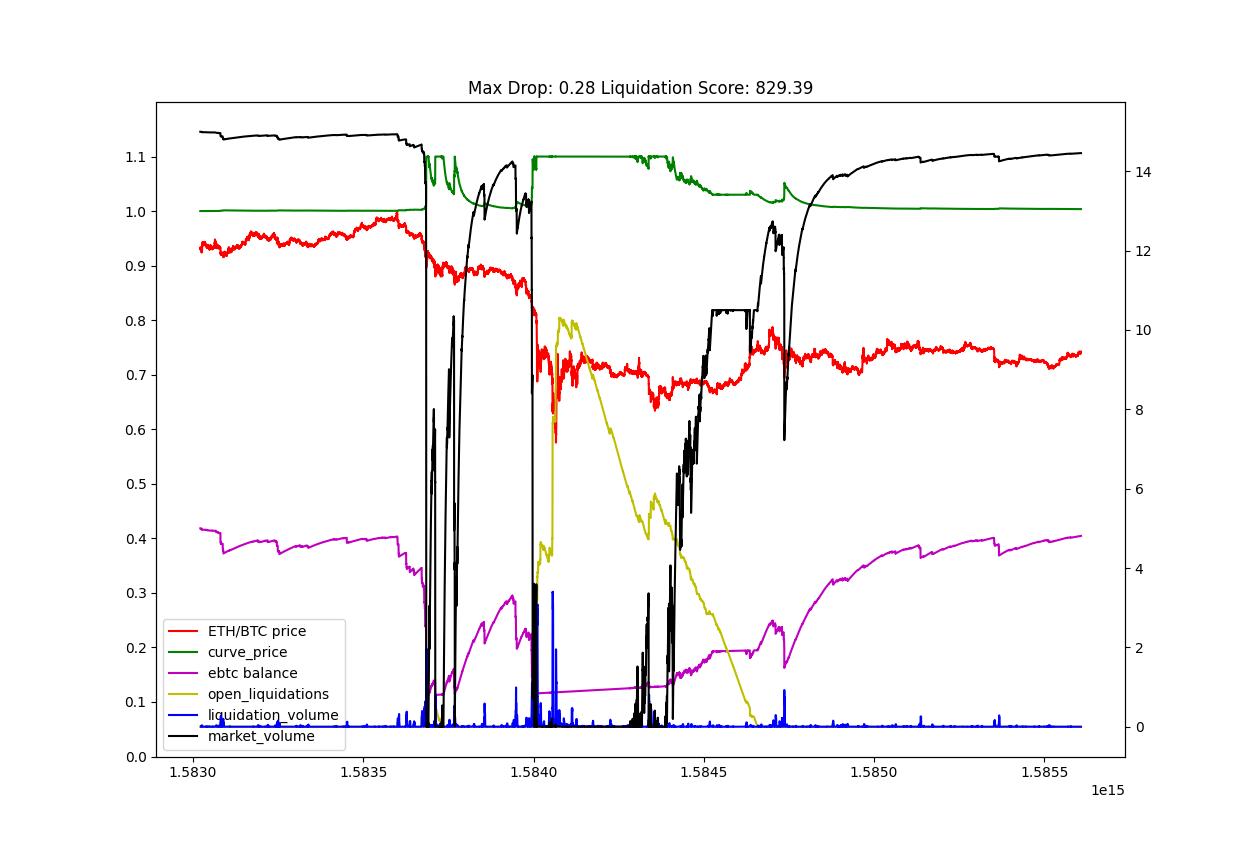 Max Drop: 0.28 Liquidation Score: 829.39
1.1
1.0
0.9
0.8
0.7
0.6
0.5
0.4
0.3
0.2
0.1
0.0
14
12
10
8
6
4
2
0
ETH/BTC price
curve_price
ebtc balance
open_liquidations
liquidation_volume
market_volume
1.5830 1.5835 1.5840 1.5845 1.5850 1.5855
1e15